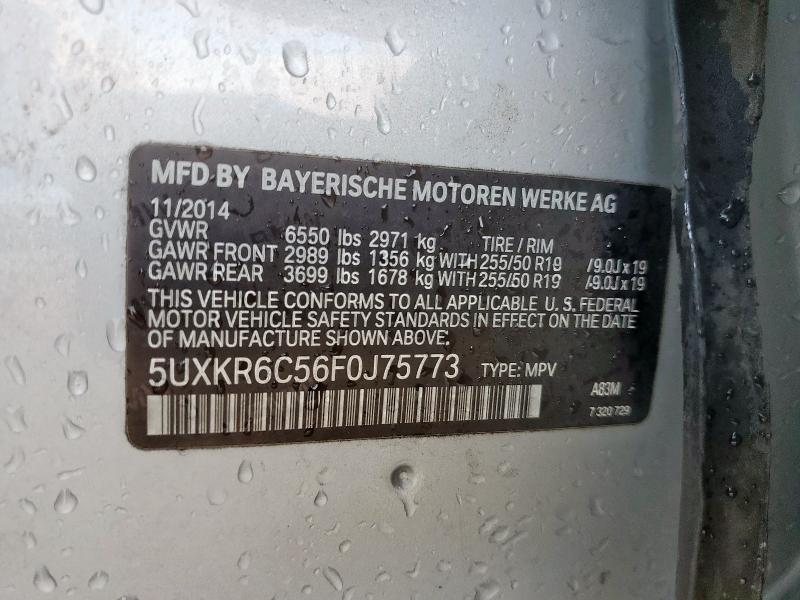 MFD BY BAYERISCHE MOTOREN WERKE AG
11/2014
GVWR 6550 lbs 2971 kg TIRE / RIM
GAWR FRONT 2989 lbs 1356 kg WITH 255/50 R19 /9.0J x 19
GAWR REAR 3699 lbs 1678 kg WITH 255/50 R19 /9.0J x 19
THIS VEHICLE CONFORMS TO ALL APPLICABLE U. S. FEDERAL
MOTOR VEHICLE SAFETY STANDARDS IN EFFECT ON THE DATE
OF MANUFACTURE SHOWN ABOVE:
5UXKR6C56F0J75773 TYPE: MPV
A83M
7 320 729